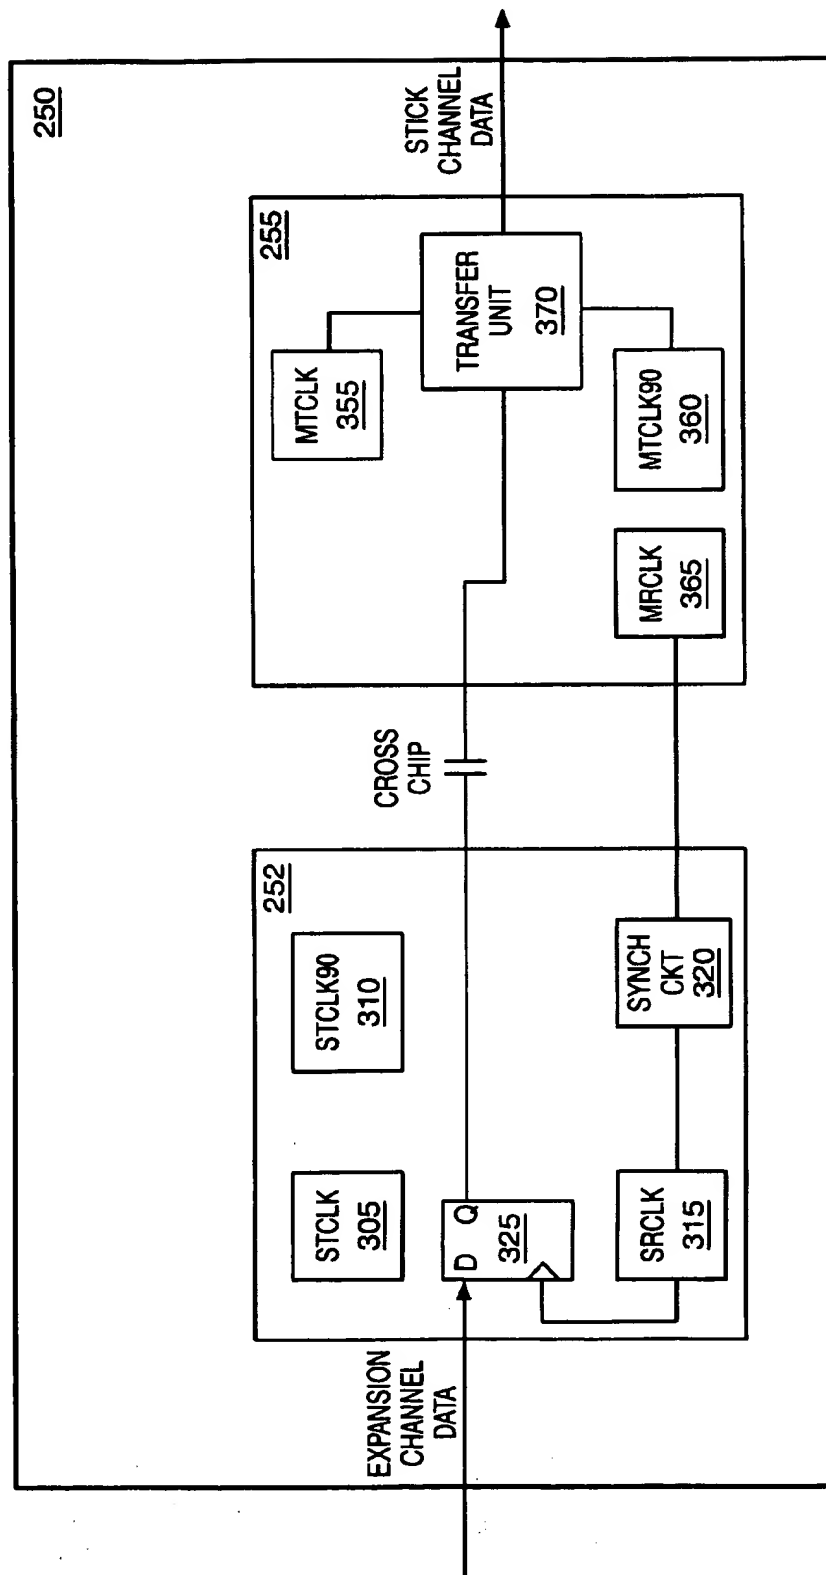 250
252
STCLK
305
STCLK90
310
EXPANSION
CHANNEL
DATA
D Q
325
SRCLK
315
SYNCH
CKT
320
CROSS
CHIP
255
MTCLK
355
TRANSFER
UNIT
370
MRCLK
365
MTCLK90
360
STICK
CHANNEL
DATA